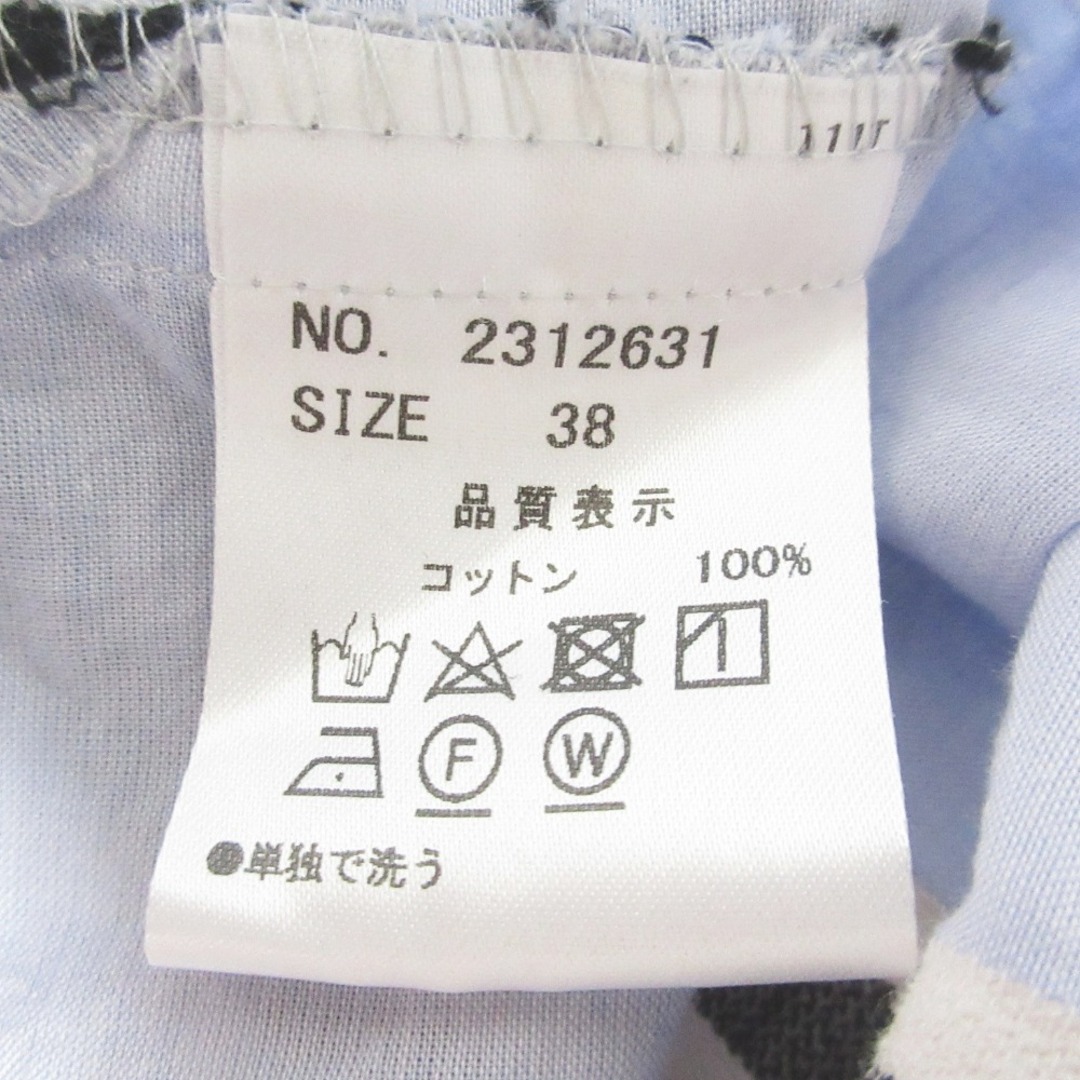 NO. 2312631
SIZE 38
品質表示
コットン 100%
F W
●単独で洗う